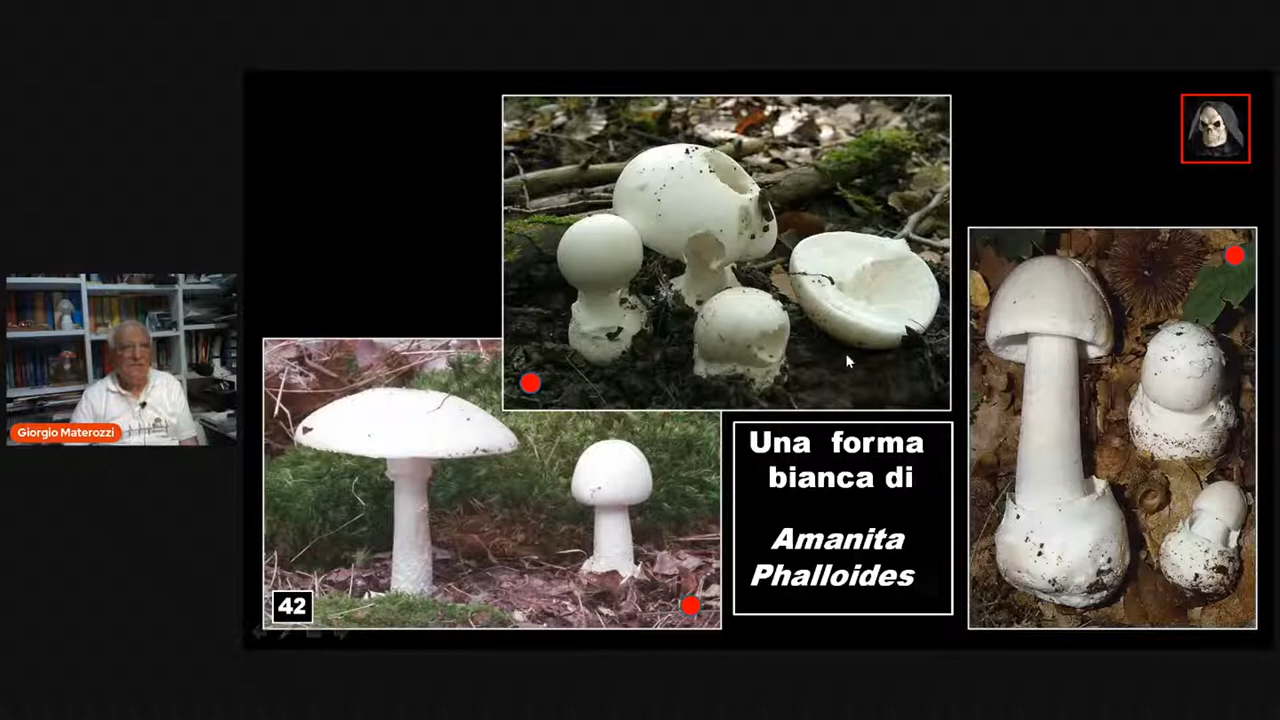 Giorgio Materozzi
42
Una forma
bianca di
Amanita
Phalloides